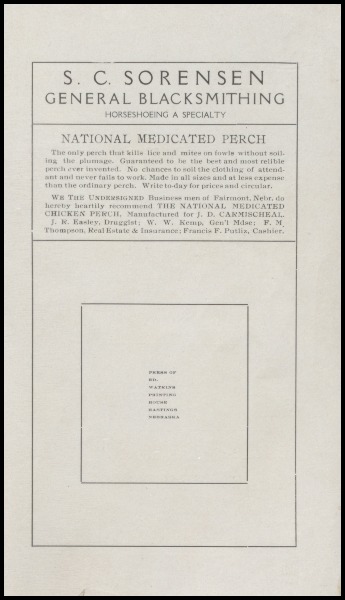 S. C. SORENSEN
GENERAL BLACKSMITHING
HORSESHOEING A SPECIALTY
NATIONAL MEDICATED PERCH
The only perch that kills lice and mites on fowls without soil-
ing the plumage. Guaranteed to be the best and most relible
perch ever invented. No chances to soil the clothing of attend-
ant and never fails to work. Made in all sizes and at less expense
than the ordinary perch. Write to-day for prices and circular.
WE THE UNDERSIGNED Business men of Fairmont, Nebr. do
hereby heartily recommend THE NATIONAL MEDICATED
CHICKEN PERCH, Manufactured for J. D. CARMISCHEAL.
J. R. Easley, Druggist; W. W. Kemp, Gen'l Mdse; F. M.
Thompson, Real Estate & Insurance; Francis F. Putlix, Cashier.
PRESS OF
ED.
WATKINS
PRINTING
HOUSE
HASTINGS
NEBRASKA